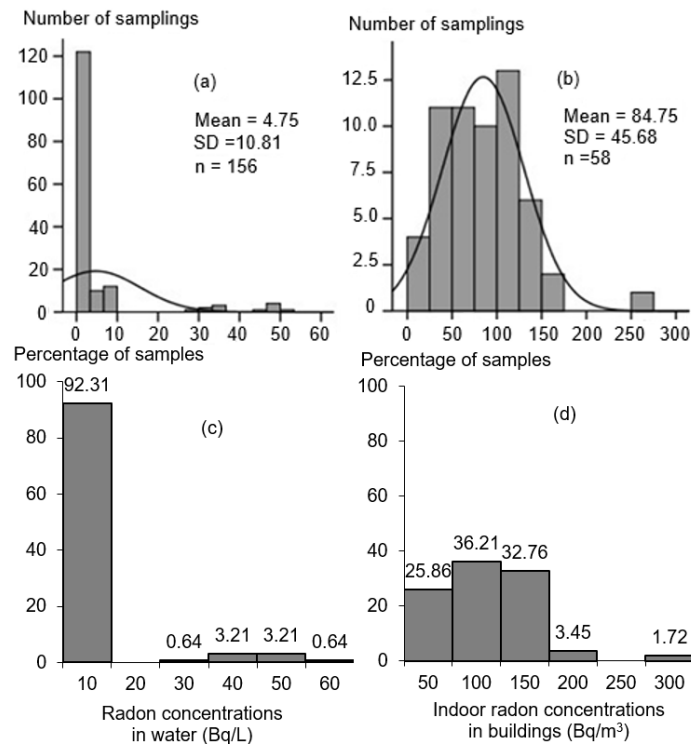 Number of samplings
120
100
80
60
40
20
0
(a)
Mean = 4.75
SD =10.81
n = 156
0 10 20 30 40 50 60
Number of samplings
12.5
10.0
7.5
5.0
2.5
0
(b)
Mean = 84.75
SD = 45.68
n =58
0 50 100 150 200 250 300
Percentage of samples
100
80
60
40
20
0
92.31
(c)
0.64
3.21
3.21
0.64
10 20 30 40 50 60
Radon concentrations
in water (Bq/L)
Percentage of samples
100
80
60
40
20
0
(d)
25.86
36.21
32.76
3.45
1.72
50 100 150 200 250 300
Indoor radon concentrations
in buildings (Bq/m³)